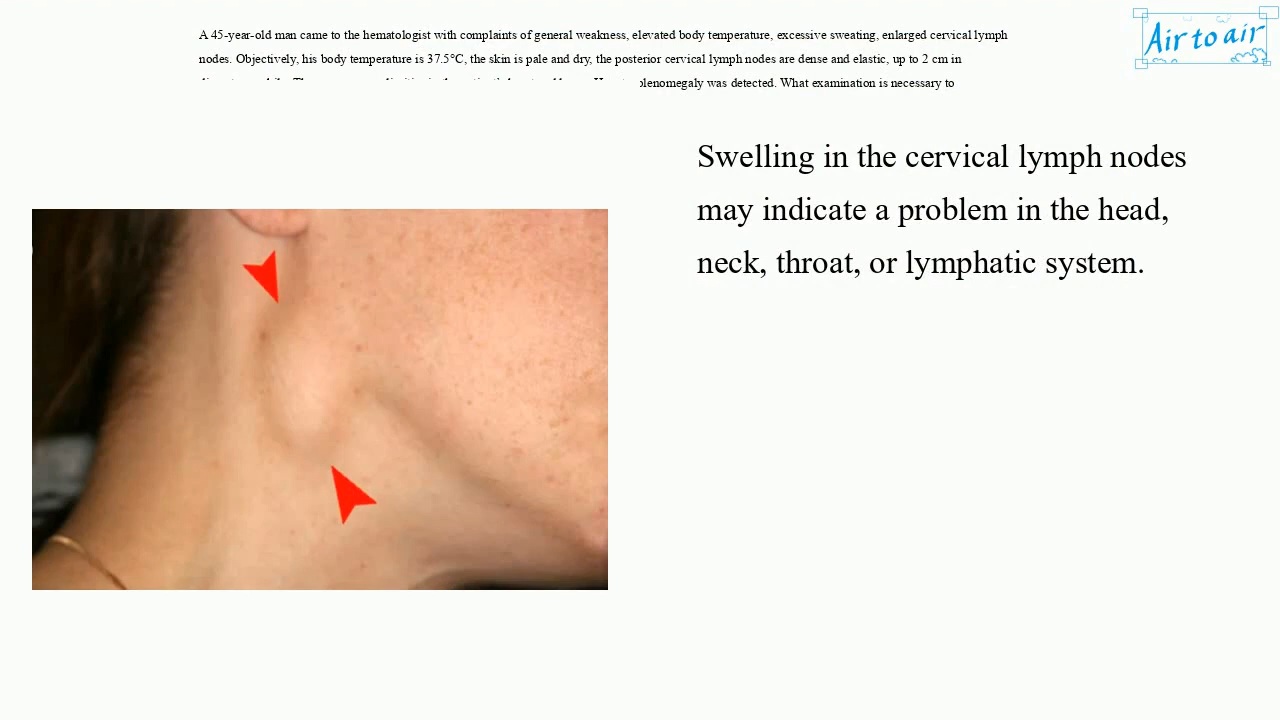 A 45-year-old man came to the hematologist with complaints of general weakness, elevated body temperature, excessive sweating, enlarged cervical lymph
nodes. Objectively, his body temperature is 37.5°C, the skin is pale and dry, the posterior cervical lymph nodes are dense and elastic, up to 2 cm in
was detected. What examination is necessary to
Air to air
Swelling in the cervical lymph nodes
may indicate a problem in the head,
neck, throat, or lymphatic system.